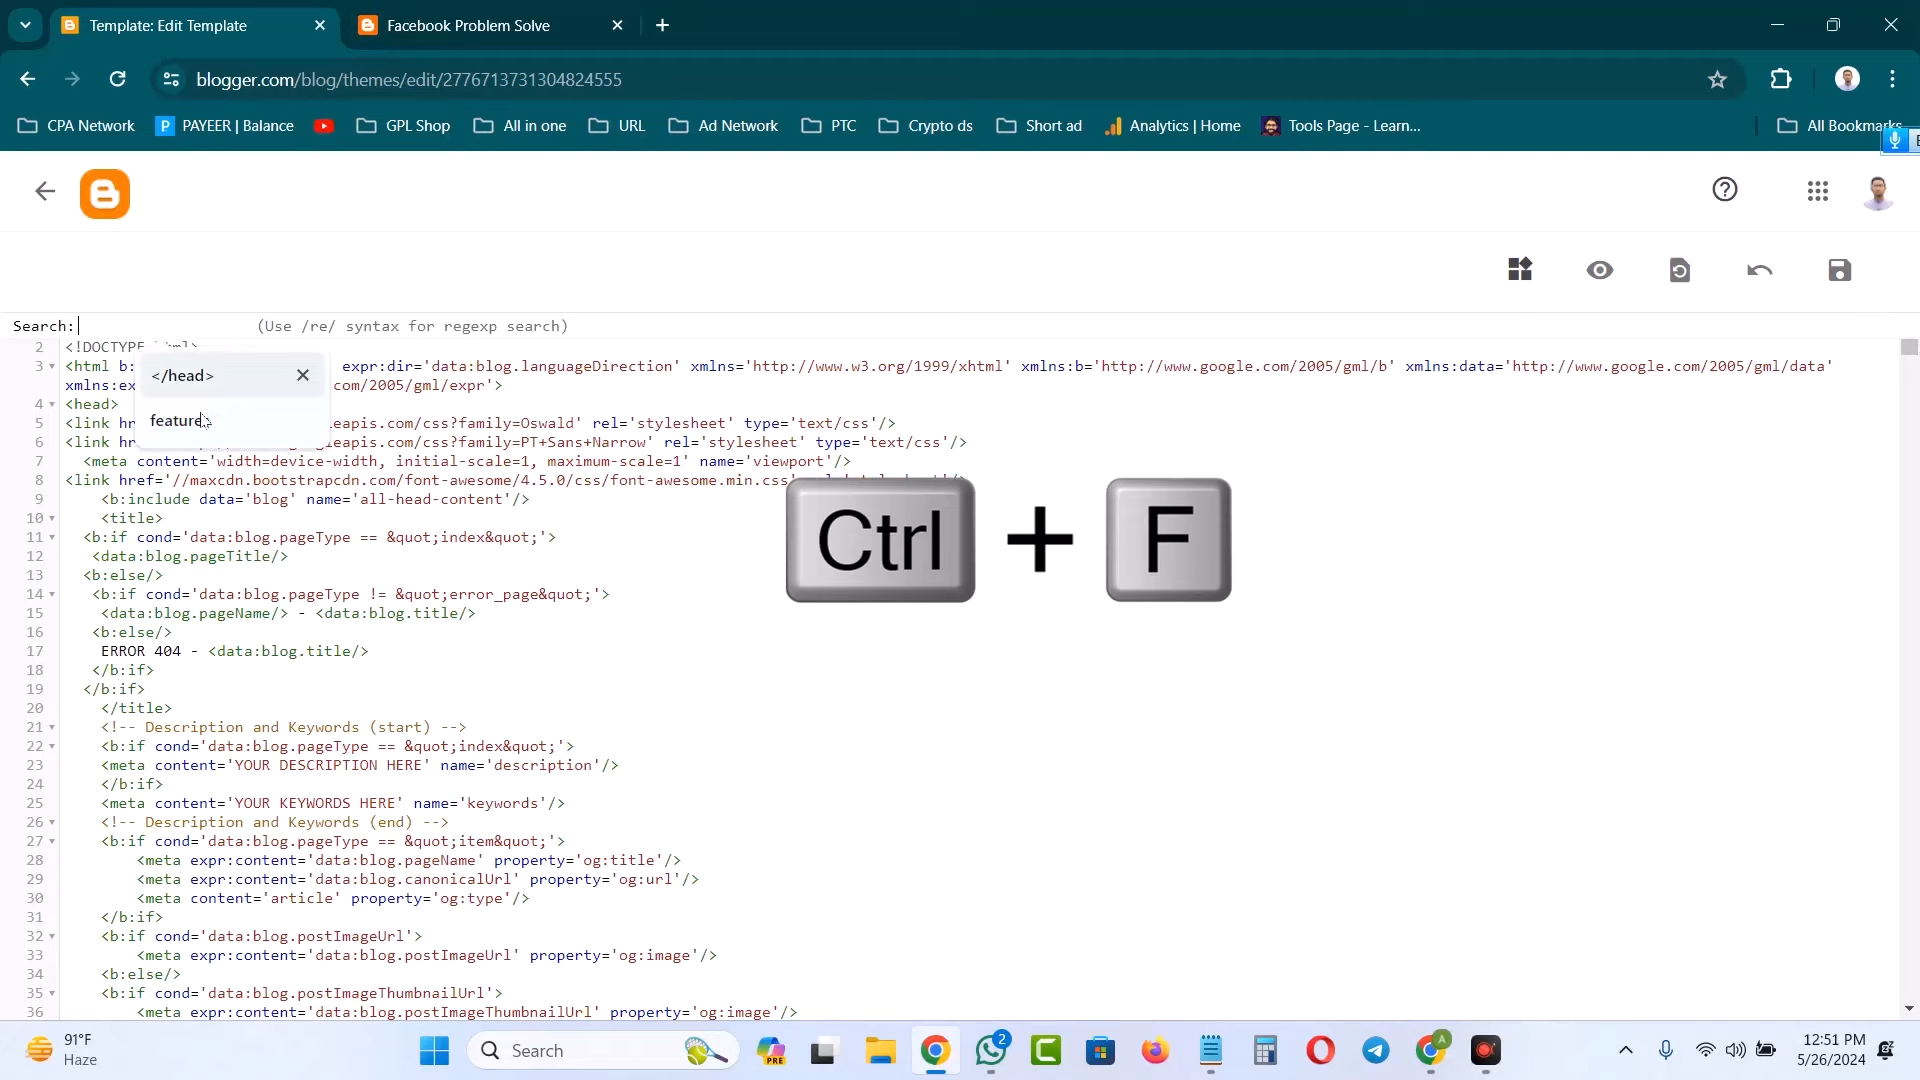 Template: Edit Template
Facebook Problem Solve
blogger.com/blog/themes/edit/2776713731304824555
CPA Network
PAYEER | Balance
GPL Shop
All in one
URL
Ad Network
PTC
Crypto ds
Short ad
Analytics | Home
Tools Page - Learn...
All Bookmarks
Search:
(Use /re/ syntax for regexp search)
</head>
feature
2 <!DOCTYPE html>
3 <html b: expr:dir='data:blog.languageDirection' xmlns='http://www.w3.org/1999/xhtml' xmlns:b='http://www.google.com/2005/gml/b' xmlns:data='http://www.google.com/2005/gml/data'
xmlns:ex com/2005/gml/expr'>
4 <head>
5 <link hr leapis.com/css?family=Oswald' rel='stylesheet' type='text/css'/>
6 <link hr leapis.com/css?family=PT+Sans+Narrow' rel='stylesheet' type='text/css'/>
7 <meta content='width=device-width, initial-scale=1, maximum-scale=1' name='viewport'/>
8 <link href='//maxcdn.bootstrapcdn.com/font-awesome/4.5.0/css/font-awesome.min.css'
9 <b:include data='blog' name='all-head-content'/>
10 <title>
11 <b:if cond='data:blog.pageType == &quot;index&quot;'>
12 <data:blog.pageTitle/>
13 <b:else/>
14 <b:if cond='data:blog.pageType != &quot;error_page&quot;'>
15 <data:blog.pageName/> - <data:blog.title/>
16 <b:else/>
17 ERROR 404 - <data:blog.title/>
18 </b:if>
19 </b:if>
20 </title>
21 <!-- Description and Keywords (start) -->
22 <b:if cond='data:blog.pageType == &quot;index&quot;'>
23 <meta content='YOUR DESCRIPTION HERE' name='description'/>
24 </b:if>
25 <meta content='YOUR KEYWORDS HERE' name='keywords'/>
26 <!-- Description and Keywords (end) -->
27 <b:if cond='data:blog.pageType == &quot;item&quot;'>
28 <meta expr:content='data:blog.pageName' property='og:title'/>
29 <meta expr:content='data:blog.canonicalUrl' property='og:url'/>
30 <meta content='article' property='og:type'/>
31 </b:if>
32 <b:if cond='data:blog.postImageUrl'>
33 <meta expr:content='data:blog.postImageUrl' property='og:image'/>
34 <b:else/>
35 <b:if cond='data:blog.postImageThumbnailUrl'>
36 <meta expr:content='data:blog.postImageThumbnailUrl' property='og:image'/>
Ctrl + F
91°F
Haze
Search
PRE
2
A
12:51 PM
5/26/2024